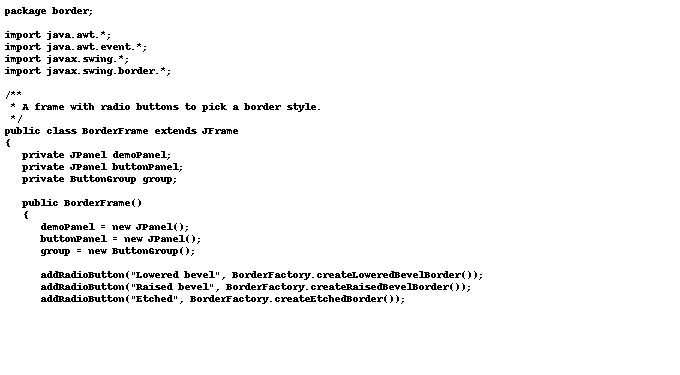 package border;

import java.awt.*;
import java.awt.event.*;
import javax.swing.*;
import javax.swing.border.*;

/**
 * A frame with radio buttons to pick a border style.
 */
public class BorderFrame extends JFrame
{
   private JPanel demoPanel;
   private JPanel buttonPanel;
   private ButtonGroup group;

   public BorderFrame()
   {
      demoPanel = new JPanel();
      buttonPanel = new JPanel();
      group = new ButtonGroup();

      addRadioButton("Lowered bevel", BorderFactory.createLoweredBevelBorder());
      addRadioButton("Raised bevel", BorderFactory.createRaisedBevelBorder());
      addRadioButton("Etched", BorderFactory.createEtchedBorder());